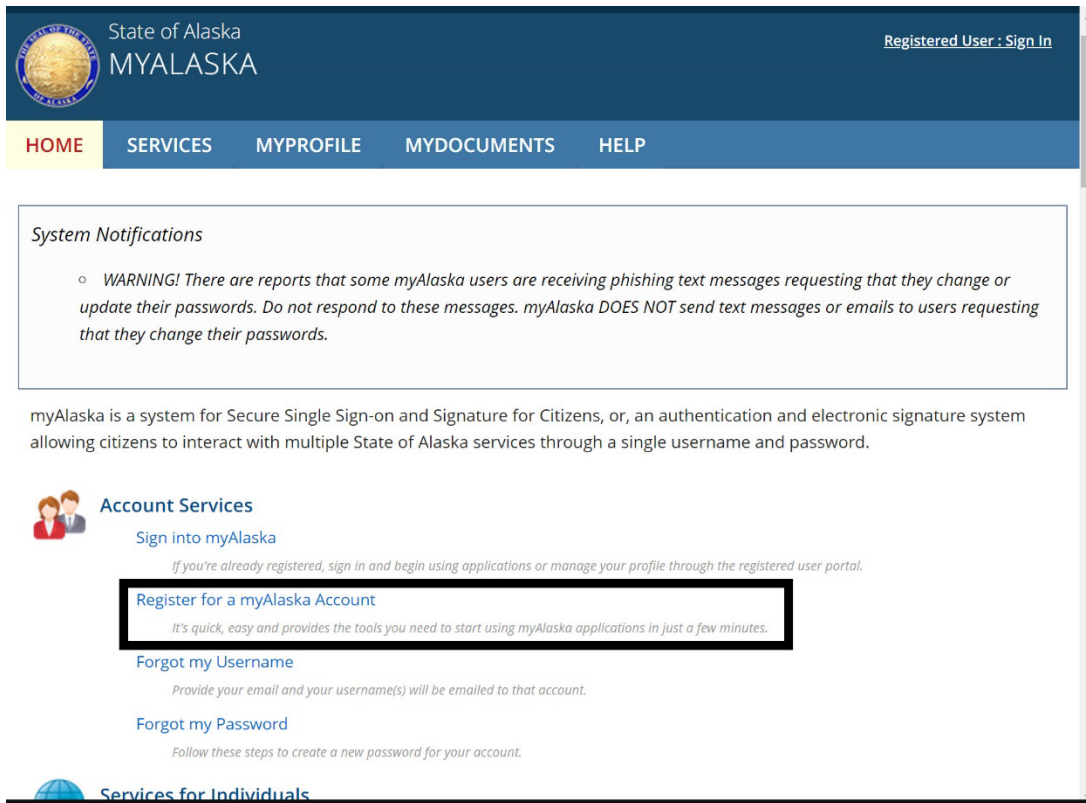 State of Alaska
MYALASKA
Registered User : Sign In
HOME SERVICES MYPROFILE MYDOCUMENTS HELP
System Notifications
◦ WARNING! There are reports that some myAlaska users are receiving phishing text messages requesting that they change or
update their passwords. Do not respond to these messages. myAlaska DOES NOT send text messages or emails to users requesting
that they change their passwords.
myAlaska is a system for Secure Single Sign-on and Signature for Citizens, or, an authentication and electronic signature system
allowing citizens to interact with multiple State of Alaska services through a single username and password.
Account Services
Sign into myAlaska
If you're already registered, sign in and begin using applications or manage your profile through the registered user portal.
Register for a myAlaska Account
It's quick, easy and provides the tools you need to start using myAlaska applications in just a few minutes.
Forgot my Username
Provide your email and your username(s) will be emailed to that account.
Forgot my Password
Follow these steps to create a new password for your account.
Services for Individuals